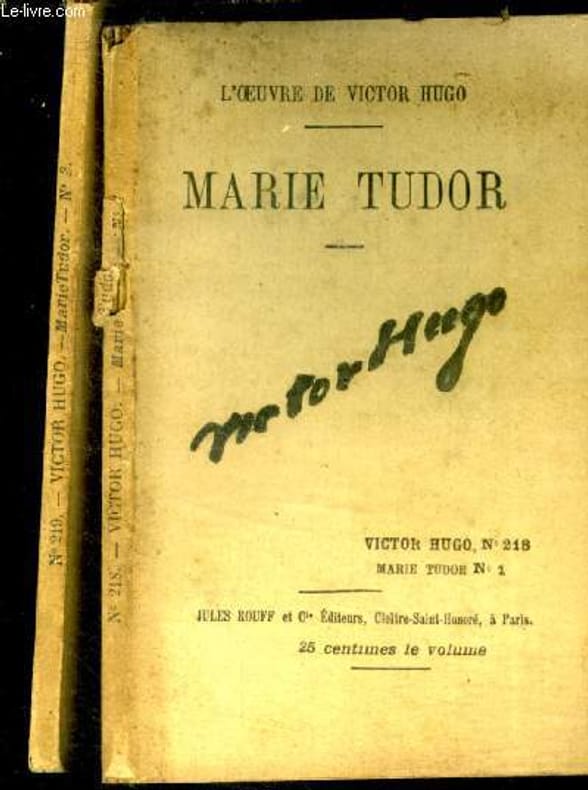 Le-livre.com
L'ŒUVRE DE VICTOR HUGO
MARIE TUDOR
Victor Hugo
VICTOR HUGO, N° 218
MARIE TUDOR N° 1
JULES ROUFF et Cie Éditeurs, Cloître-Saint-Honoré, à Paris.
25 centimes le volume
N° 218. — VICTOR HUGO. — Marie Tudor. — N°
N° 219. — VICTOR HUGO. — Marie Tudor. — N° 2.